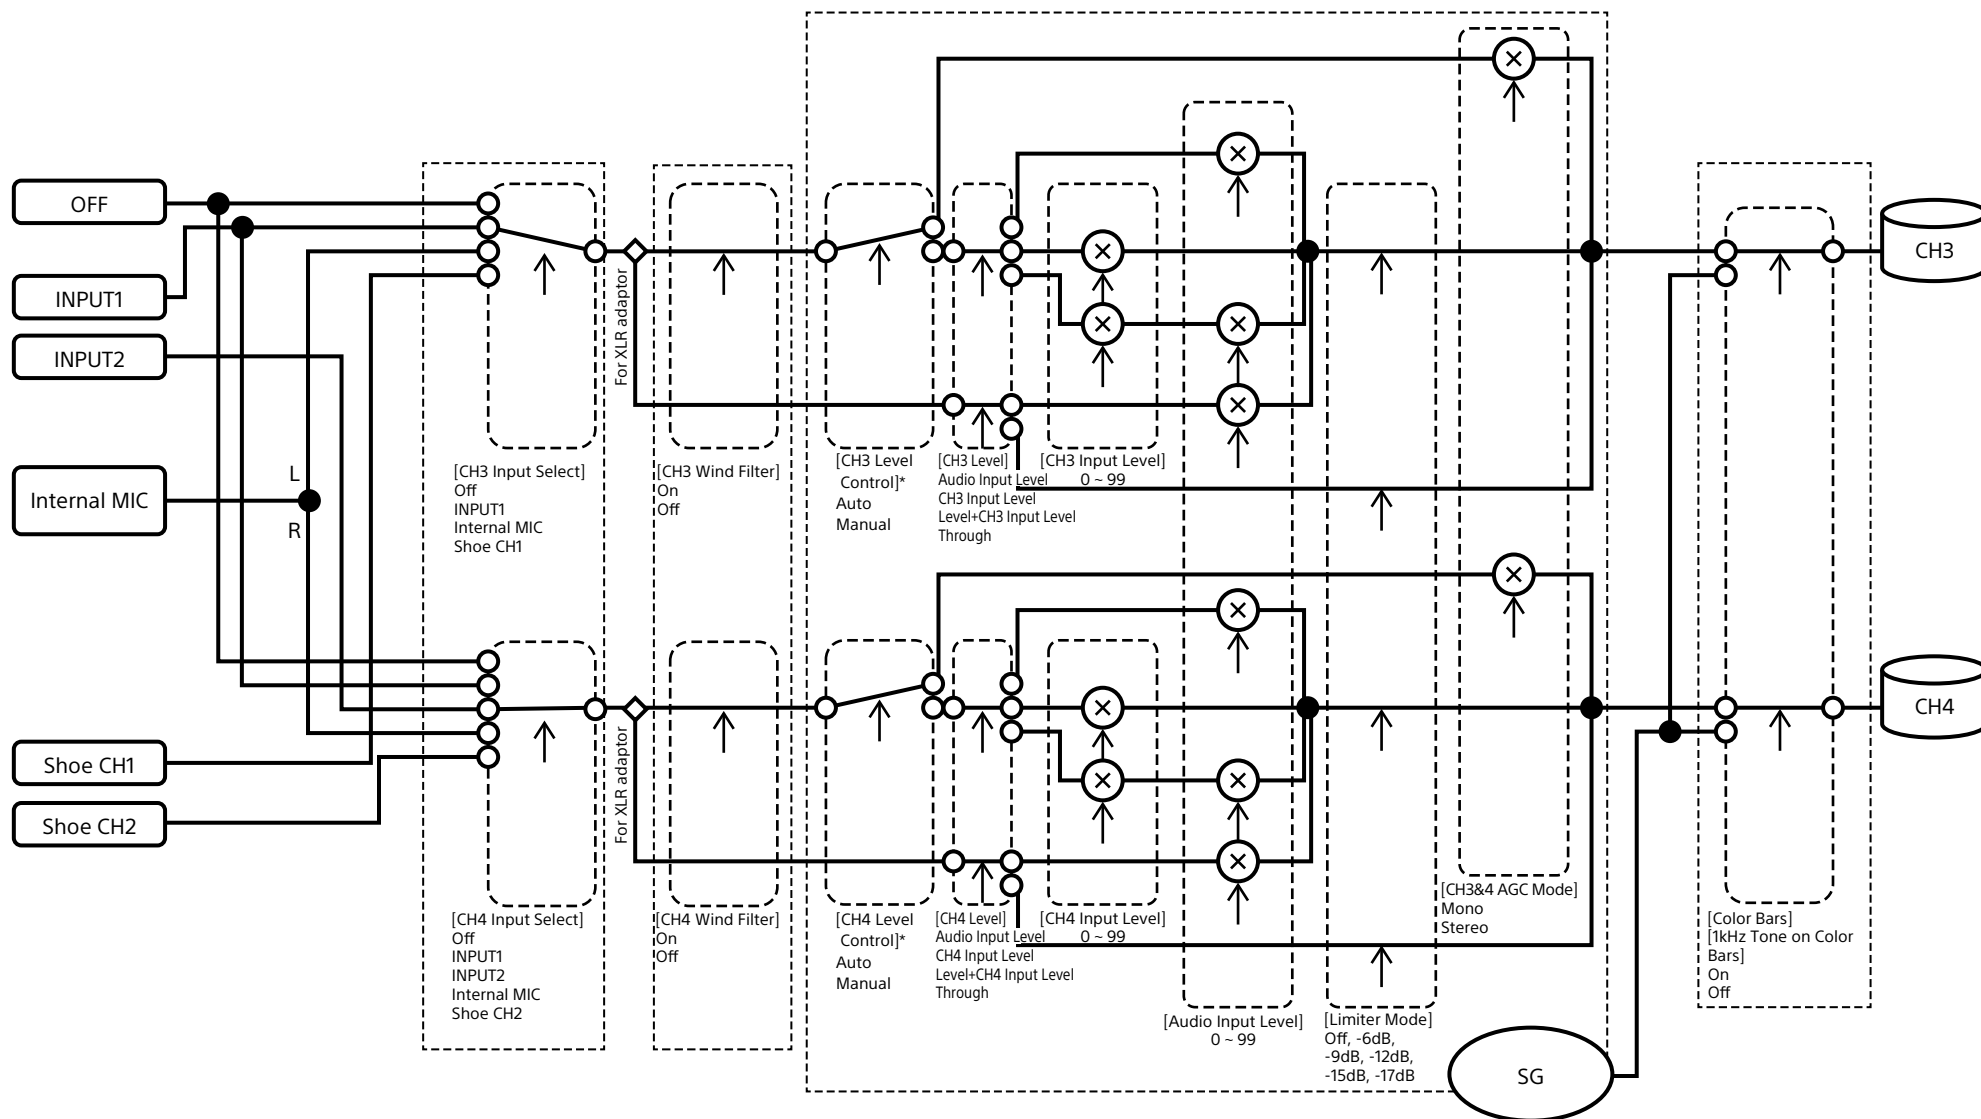 OFF
INPUT1
INPUT2
Internal MIC
L
R
Shoe CH1
Shoe CH2
[CH3 Input Select]
Off
INPUT1
Internal MIC
Shoe CH1
For XLR adaptor
[CH3 Wind Filter]
On
Off
[CH3 Level
Control]*
Auto
Manual
[CH3 Level]
Audio Input Level
CH3 Input Level
Level+CH3 Input Level
Through
[CH3 Input Level]
0 ~ 99
CH3
[CH4 Input Select]
Off
INPUT1
INPUT2
Internal MIC
Shoe CH2
For XLR adaptor
[CH4 Wind Filter]
On
Off
[CH4 Level
Control]*
Auto
Manual
[CH4 Level]
Audio Input Level
CH4 Input Level
Level+CH4 Input Level
Through
[CH4 Input Level]
0 ~ 99
[Audio Input Level]
0 ~ 99
[Limiter Mode]
Off, -6dB,
-9dB, -12dB,
-15dB, -17dB
[CH3&4 AGC Mode]
Mono
Stereo
SG
[Color Bars]
[1kHz Tone on Color
Bars]
On
Off
CH4